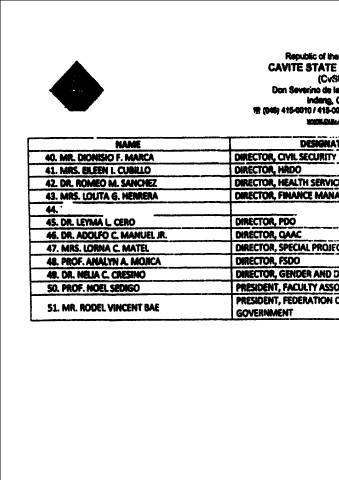 Republic of the
CAVITE STATE
(CvSU
Don Severino de la
Indang, C
☎ (046) 415-0010 / 415-00
NAME DESIGNAT
40. MR. DIONISIO F. MARCA DIRECTOR, CIVIL SECURITY
41. MRS. EILEEN I. CUBILLO DIRECTOR, HRDO
42. DR. ROMEO M. SANCHEZ DIRECTOR, HEALTH SERVIC
43. MRS. LOLITA G. HERRERA DIRECTOR, FINANCE MANA
44.
45. DR. LEYMA L. CERO DIRECTOR, PDO
46. DR. ADOLFO C. MANUEL JR. DIRECTOR, QAAC
47. MRS. LORNA C. MATEL DIRECTOR, SPECIAL PROJEC
48. PROF. ANALYN A. MOJICA DIRECTOR, FSDO
49. DR. NELIA C. CRESINO DIRECTOR, GENDER AND D
50. PROF. NOEL SEDIGO PRESIDENT, FACULTY ASSO
51. MR. RODEL VINCENT BAE PRESIDENT, FEDERATION O
GOVERNMENT